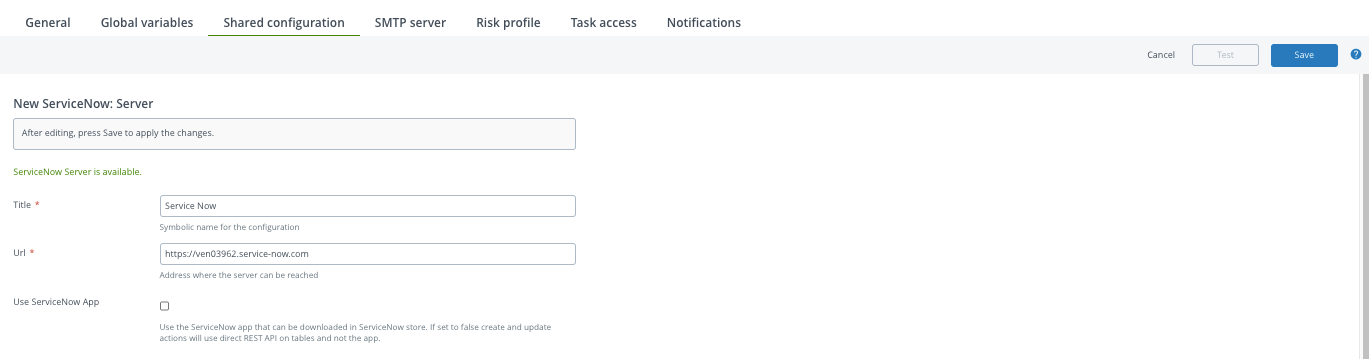 General Global variables Shared configuration SMTP server Risk profile Task access Notifications
Cancel Test Save ?
New ServiceNow: Server
After editing, press Save to apply the changes.
ServiceNow Server is available.
Title * Service Now
Symbolic name for the configuration
Url * https://ven03962.service-now.com
Address where the server can be reached
Use ServiceNow App
Use the ServiceNow app that can be downloaded in ServiceNow store. If set to false create and update
actions will use direct REST API on tables and not the app.